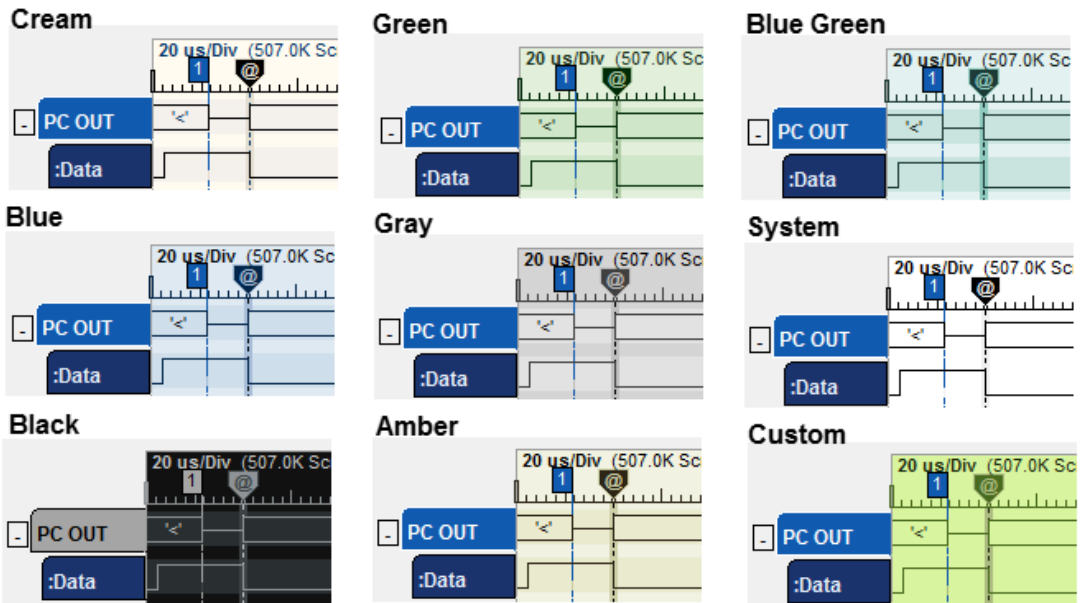 Cream
20 us/Div (507.0K Sc
1 @
- PC OUT '<'
:Data
Green
20 us/Div (507.0K Sc
1 @
- PC OUT '<'
:Data
Blue Green
20 us/Div (507.0K Sc
1 @
- PC OUT '<'
:Data
Blue
20 us/Div (507.0K Sc
1 @
- PC OUT '<'
:Data
Gray
20 us/Div (507.0K Sc
1 @
- PC OUT '<'
:Data
System
20 us/Div (507.0K Sc
1 @
- PC OUT '<'
:Data
Black
20 us/Div (507.0K Sc
1 @
- PC OUT '<'
:Data
Amber
20 us/Div (507.0K Sc
1 @
- PC OUT '<'
:Data
Custom
20 us/Div (507.0K Sc
1 @
- PC OUT '<'
:Data